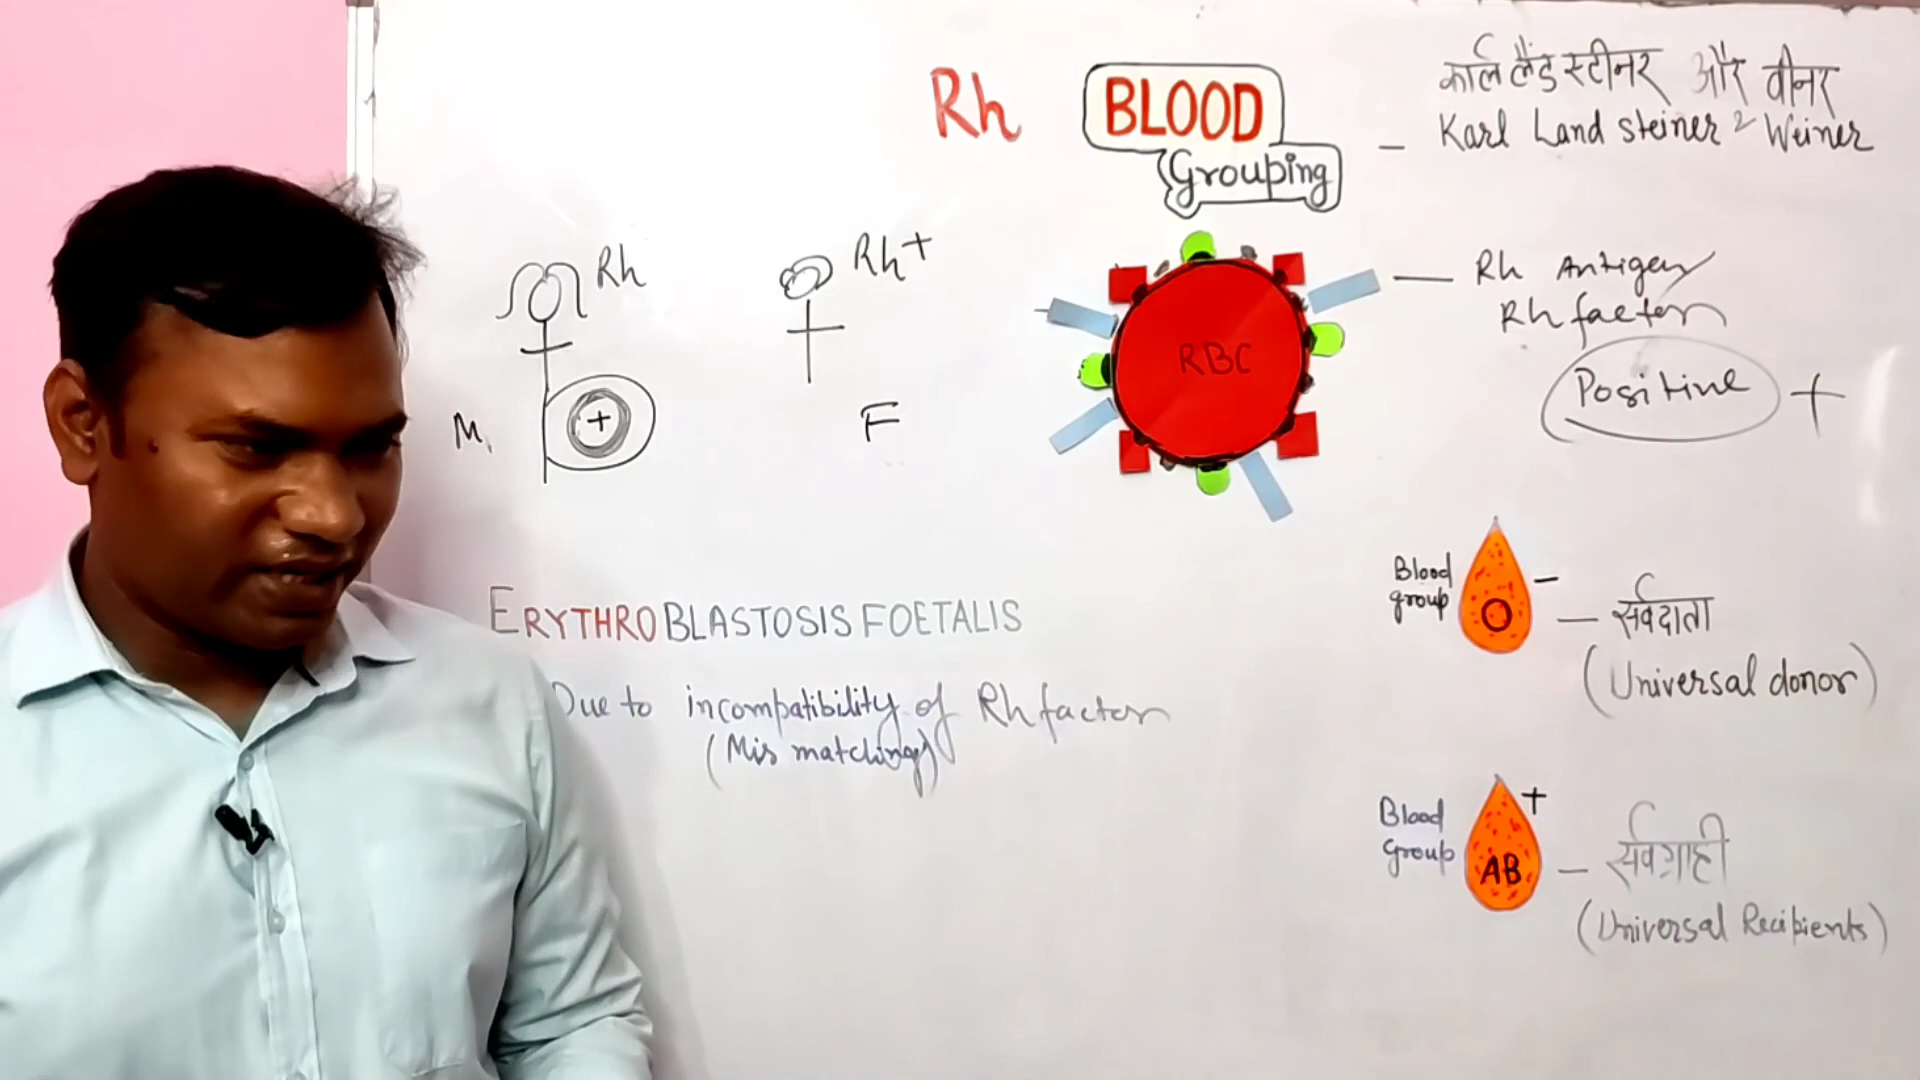 Rh BLOOD Grouping
कार्ल लैंड स्टीनर और वीनर
— Karl Land steiner & Weiner
Rh
Rh+
— Rh Antigen
Rh factor
Positive +
RBC
+
M.
F
ERYTHROBLASTOSIS FOETALIS
Due to incompatibility of Rh factor
(Mis matching)
Blood group O − — सर्वदाता
(Universal donor)
Blood Group AB + — सर्वग्राही
(Universal Recipients)